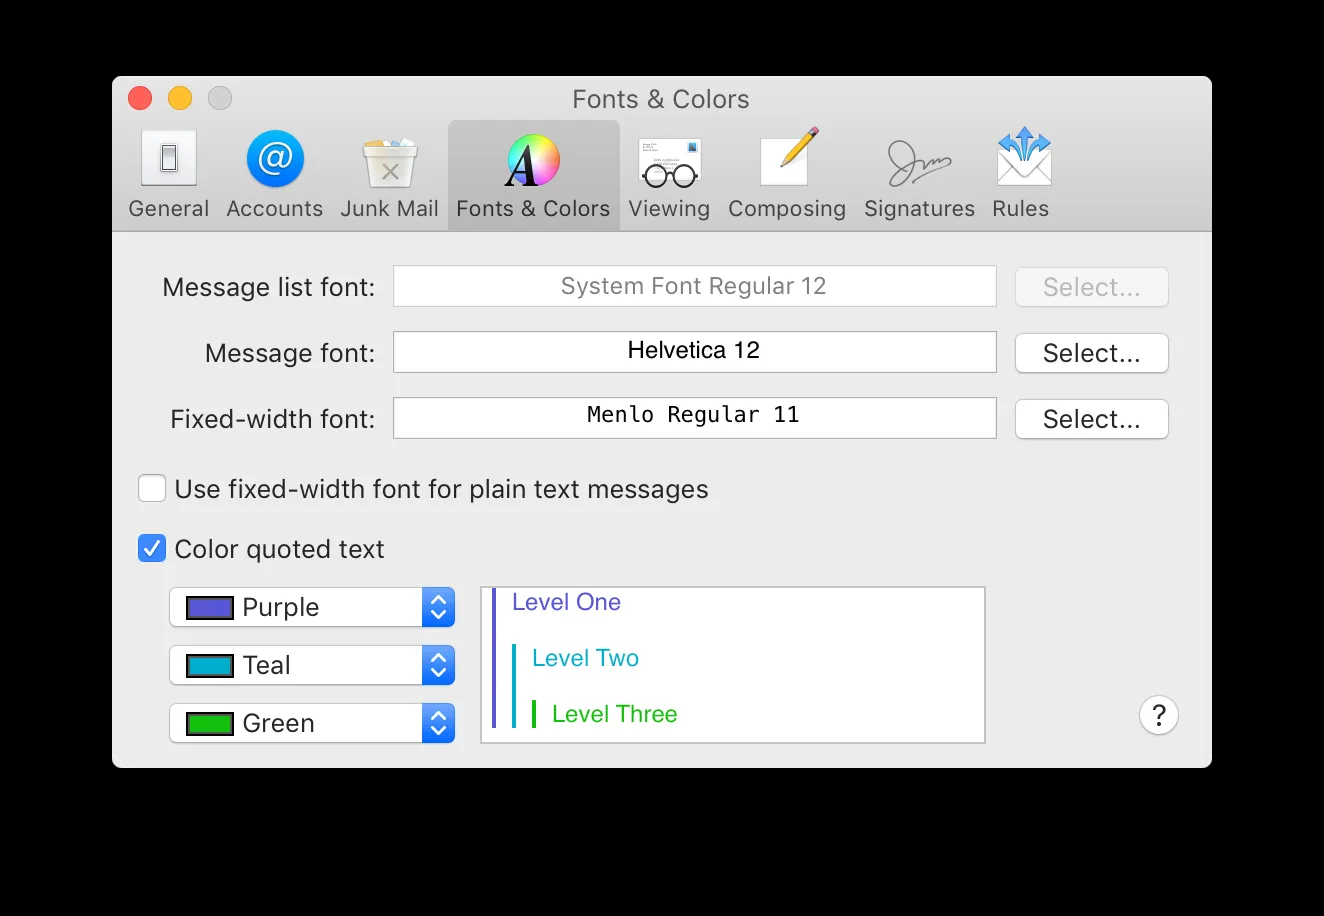 Fonts & Colors
General Accounts Junk Mail Fonts & Colors Viewing Composing Signatures Rules
Message list font: System Font Regular 12 Select...
Message font: Helvetica 12 Select...
Fixed-width font: Menlo Regular 11 Select...
Use fixed-width font for plain text messages
Color quoted text
Purple
Teal
Green
Level One
Level Two
Level Three
?